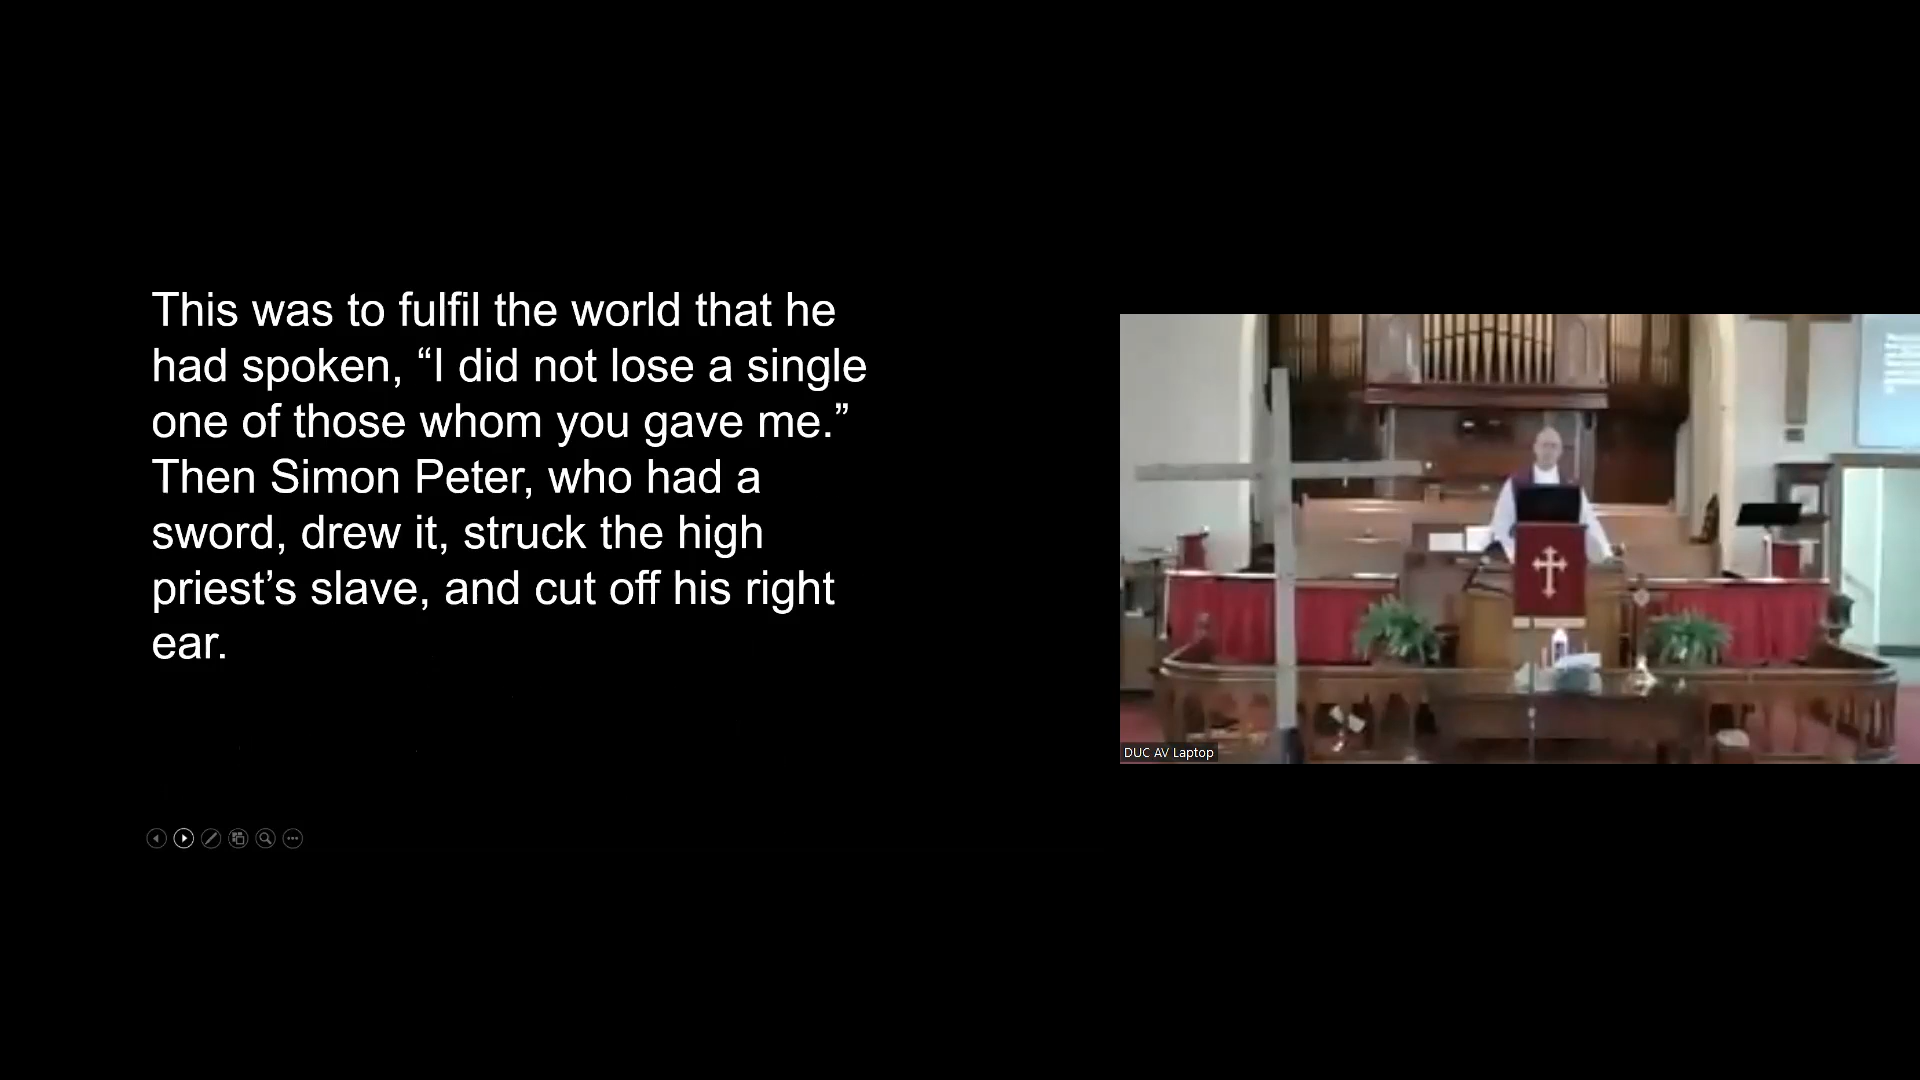 This was to fulfil the world that he
had spoken, “I did not lose a single
one of those whom you gave me.”
Then Simon Peter, who had a
sword, drew it, struck the high
priest’s slave, and cut off his right
ear.
DUC AV Laptop